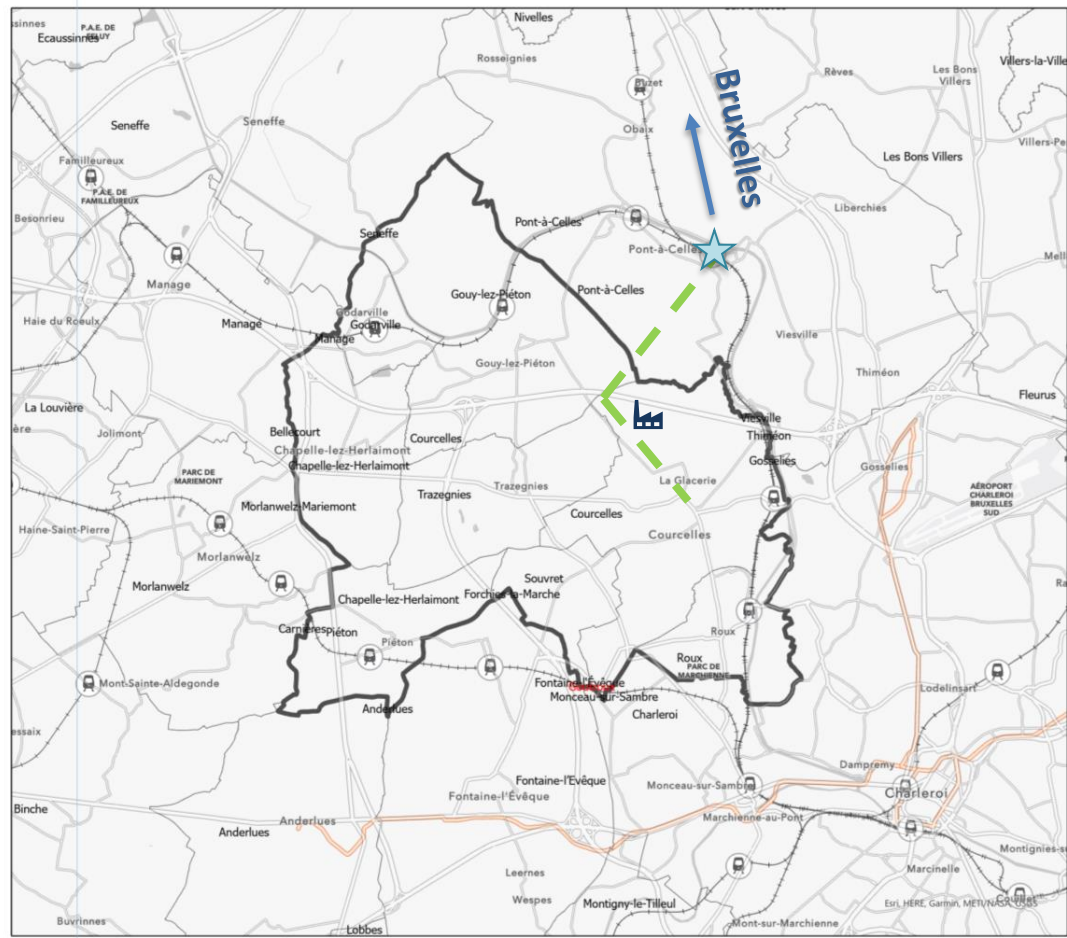 Nivelles
P.A.E. DE
Ecaussinnes
Rosseignies
Villers-la-Ville
Rêves
Les Bons
Villers
Buzet
Bruxelles
Seneffe
Seneffe
Obaix
Familleureux
Les Bons Villers
P.A.E. DE
FAMILLEUREUX
Besonrieu
Liberchies
Pont-à-Celles
Seneffe
Pont-à-Celles
Manage
Gouy-lez-Piéton
Pont-à-Celles
Haie du Roeulx
Godarville
Manage
Godarville
Manage
Viesville
Gouy-lez-Piéton
Thiméon
Fleurus
La Louvière
Jolimont
Bellecourt
Courcelles
Viesville
Thiméon
Chapelle-lez-Herlaimont
Chapelle-lez-Herlaimont
Gosselies
Gosselies
PARC DE
MARIEMONT
La Glacerie
Trazegnies
Trazegnies
AÉROPORT
CHARLEROI
BRUXELLES
SUD
Morlanwelz-Mariemont
Courcelles
Haine-Saint-Pierre
Courcelles
Morlanwelz
Morlanwelz
Souvret
Forchies-la-Marche
Chapelle-lez-Herlaimont
Carnières
Piéton
Piéton
Roux
Roux
PARC DE
MARCHIENNE
Mont-Sainte-Aldegonde
Fontaine-l'Évêque
Monceau-sur-Sambre
Lodelinsart
Anderlues
Charleroi
Dampremy
Fontaine-l'Evêque
Monceau-sur-Sambre
Charleroi
Binche
Fontaine-l'Évêque
Marchienne-au-Pont
Anderlues
Anderlues
Marcinelle
Leernes
Wespes
Montigny-le-Tilleul
Esri, HERE, Garmin, METI/NASA, USGS
Buvrinnes
Mont-sur-Marchienne
Lobbes